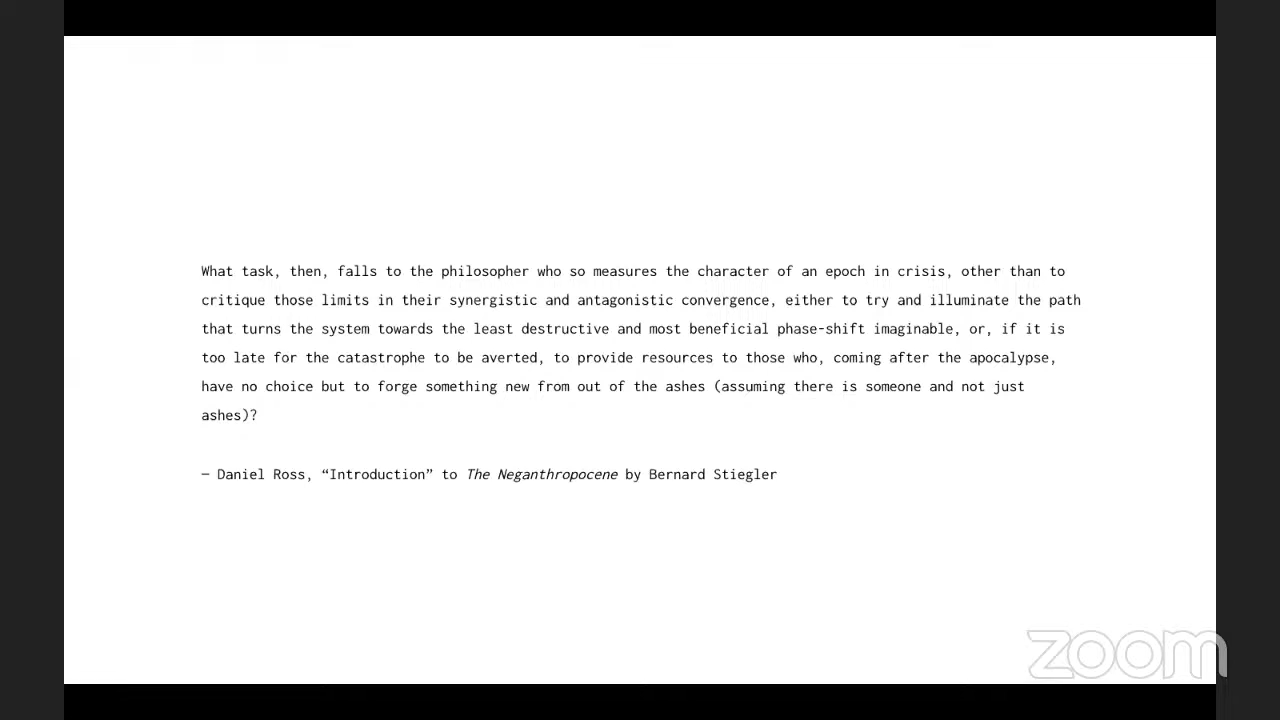 What task, then, falls to the philosopher who so measures the character of an epoch in crisis, other than to
critique those limits in their synergistic and antagonistic convergence, either to try and illuminate the path
that turns the system towards the least destructive and most beneficial phase-shift imaginable, or, if it is
too late for the catastrophe to be averted, to provide resources to those who, coming after the apocalypse,
have no choice but to forge something new from out of the ashes (assuming there is someone and not just
ashes)?
— Daniel Ross, “Introduction” to The Neganthropocene by Bernard Stiegler
zoom